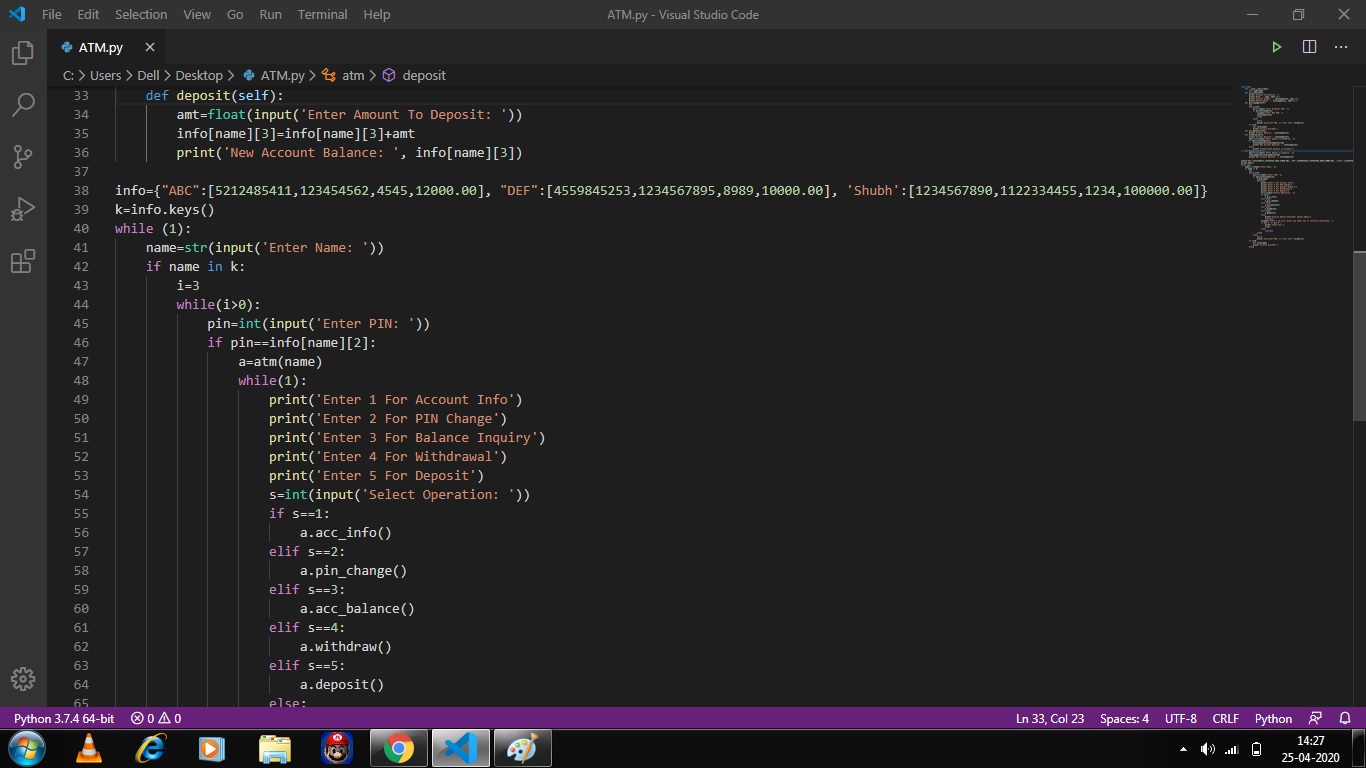 File Edit Selection View Go Run Terminal Help ATM.py - Visual Studio Code
ATM.py
C: > Users > Dell > Desktop > ATM.py > atm > deposit
33 def deposit(self):
34 amt=float(input('Enter Amount To Deposit: '))
35 info[name][3]=info[name][3]+amt
36 print('New Account Balance: ', info[name][3])
37
38 info={"ABC":[5212485411,123454562,4545,12000.00], "DEF":[4559845253,1234567895,8989,10000.00], 'Shubh':[1234567890,1122334455,1234,100000.00]}
39 k=info.keys()
40 while (1):
41 name=str(input('Enter Name: '))
42 if name in k:
43 i=3
44 while(i>0):
45 pin=int(input('Enter PIN: '))
46 if pin==info[name][2]:
47 a=atm(name)
48 while(1):
49 print('Enter 1 For Account Info')
50 print('Enter 2 For PIN Change')
51 print('Enter 3 For Balance Inquiry')
52 print('Enter 4 For Withdrawal')
53 print('Enter 5 For Deposit')
54 s=int(input('Select Operation: '))
55 if s==1:
56 a.acc_info()
57 elif s==2:
58 a.pin_change()
59 elif s==3:
60 a.acc_balance()
61 elif s==4:
62 a.withdraw()
63 elif s==5:
64 a.deposit()
65 else:
Python 3.7.4 64-bit 0 0 Ln 33, Col 23 Spaces: 4 UTF-8 CRLF Python
14:27
25-04-2020